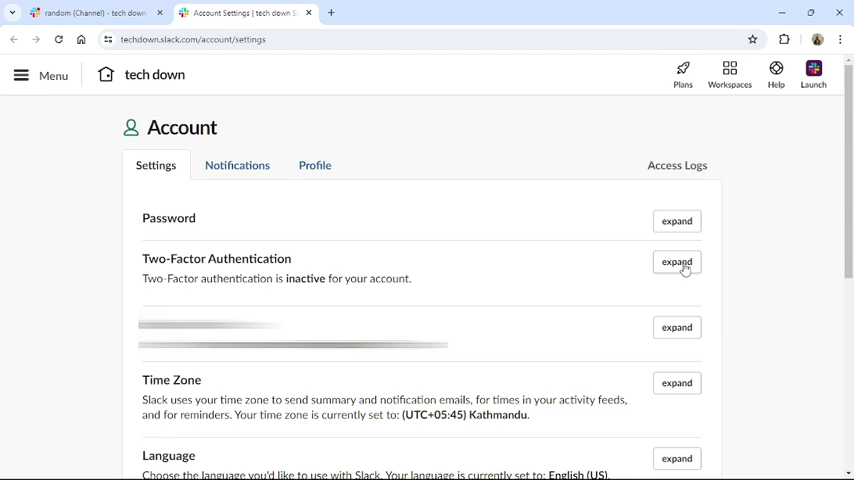 random (Channel) - tech down
Account Settings | tech down Sl
techdown.slack.com/account/settings
Menu
tech down
Plans
Workspaces
Help
Launch
Account
Settings
Notifications
Profile
Access Logs
Password
expand
Two-Factor Authentication
expand
Two-Factor authentication is inactive for your account.
expand
Time Zone
expand
Slack uses your time zone to send summary and notification emails, for times in your activity feeds,
and for reminders. Your time zone is currently set to: (UTC+05:45) Kathmandu.
Language
expand
Choose the language you'd like to use with Slack. Your language is currently set to: English (US).